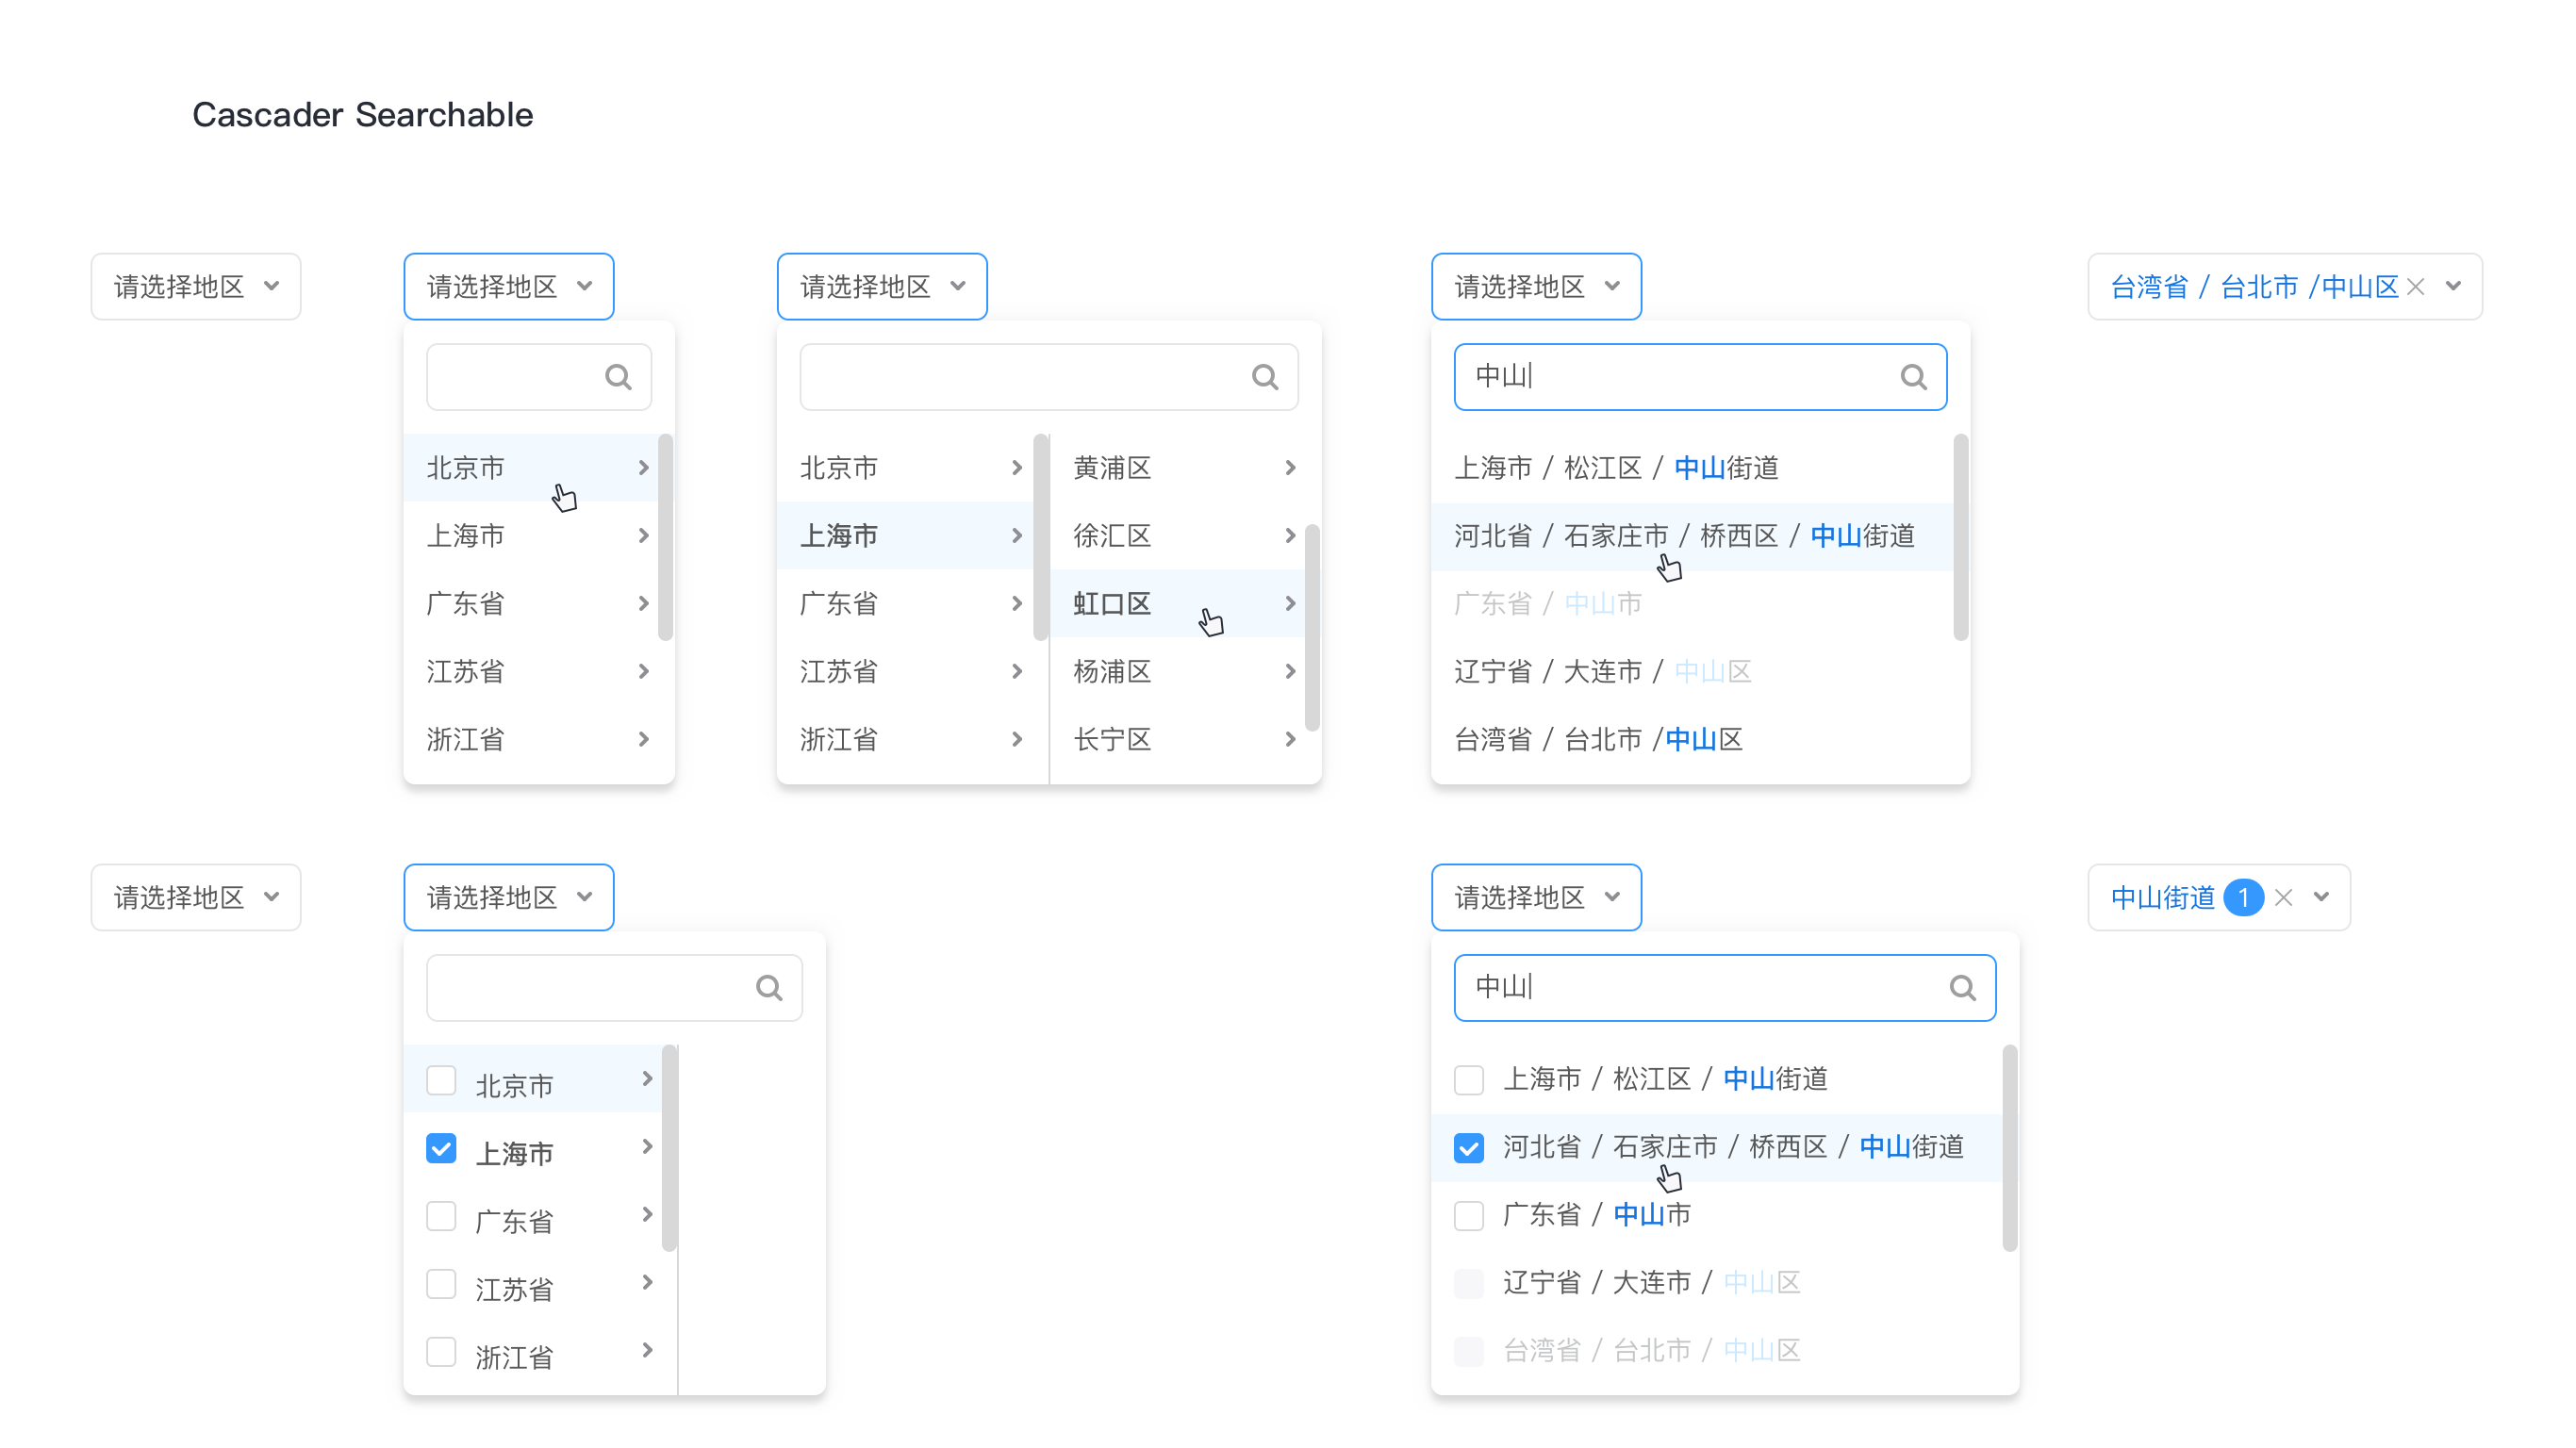 Cascader Searchable
请选择地区
请选择地区
北京市
上海市
广东省
江苏省
浙江省
请选择地区
北京市
上海市
广东省
江苏省
浙江省
黄浦区
徐汇区
虹口区
杨浦区
长宁区
请选择地区
中山
上海市 / 松江区 / 中山街道
河北省 / 石家庄市 / 桥西区 / 中山街道
广东省 / 中山市
辽宁省 / 大连市 / 中山区
台湾省 / 台北市 /中山区
台湾省 / 台北市 /中山区
请选择地区
请选择地区
北京市
上海市
广东省
江苏省
浙江省
请选择地区
中山
上海市 / 松江区 / 中山街道
河北省 / 石家庄市 / 桥西区 / 中山街道
广东省 / 中山市
辽宁省 / 大连市 / 中山区
台湾省 / 台北市 / 中山区
中山街道 1